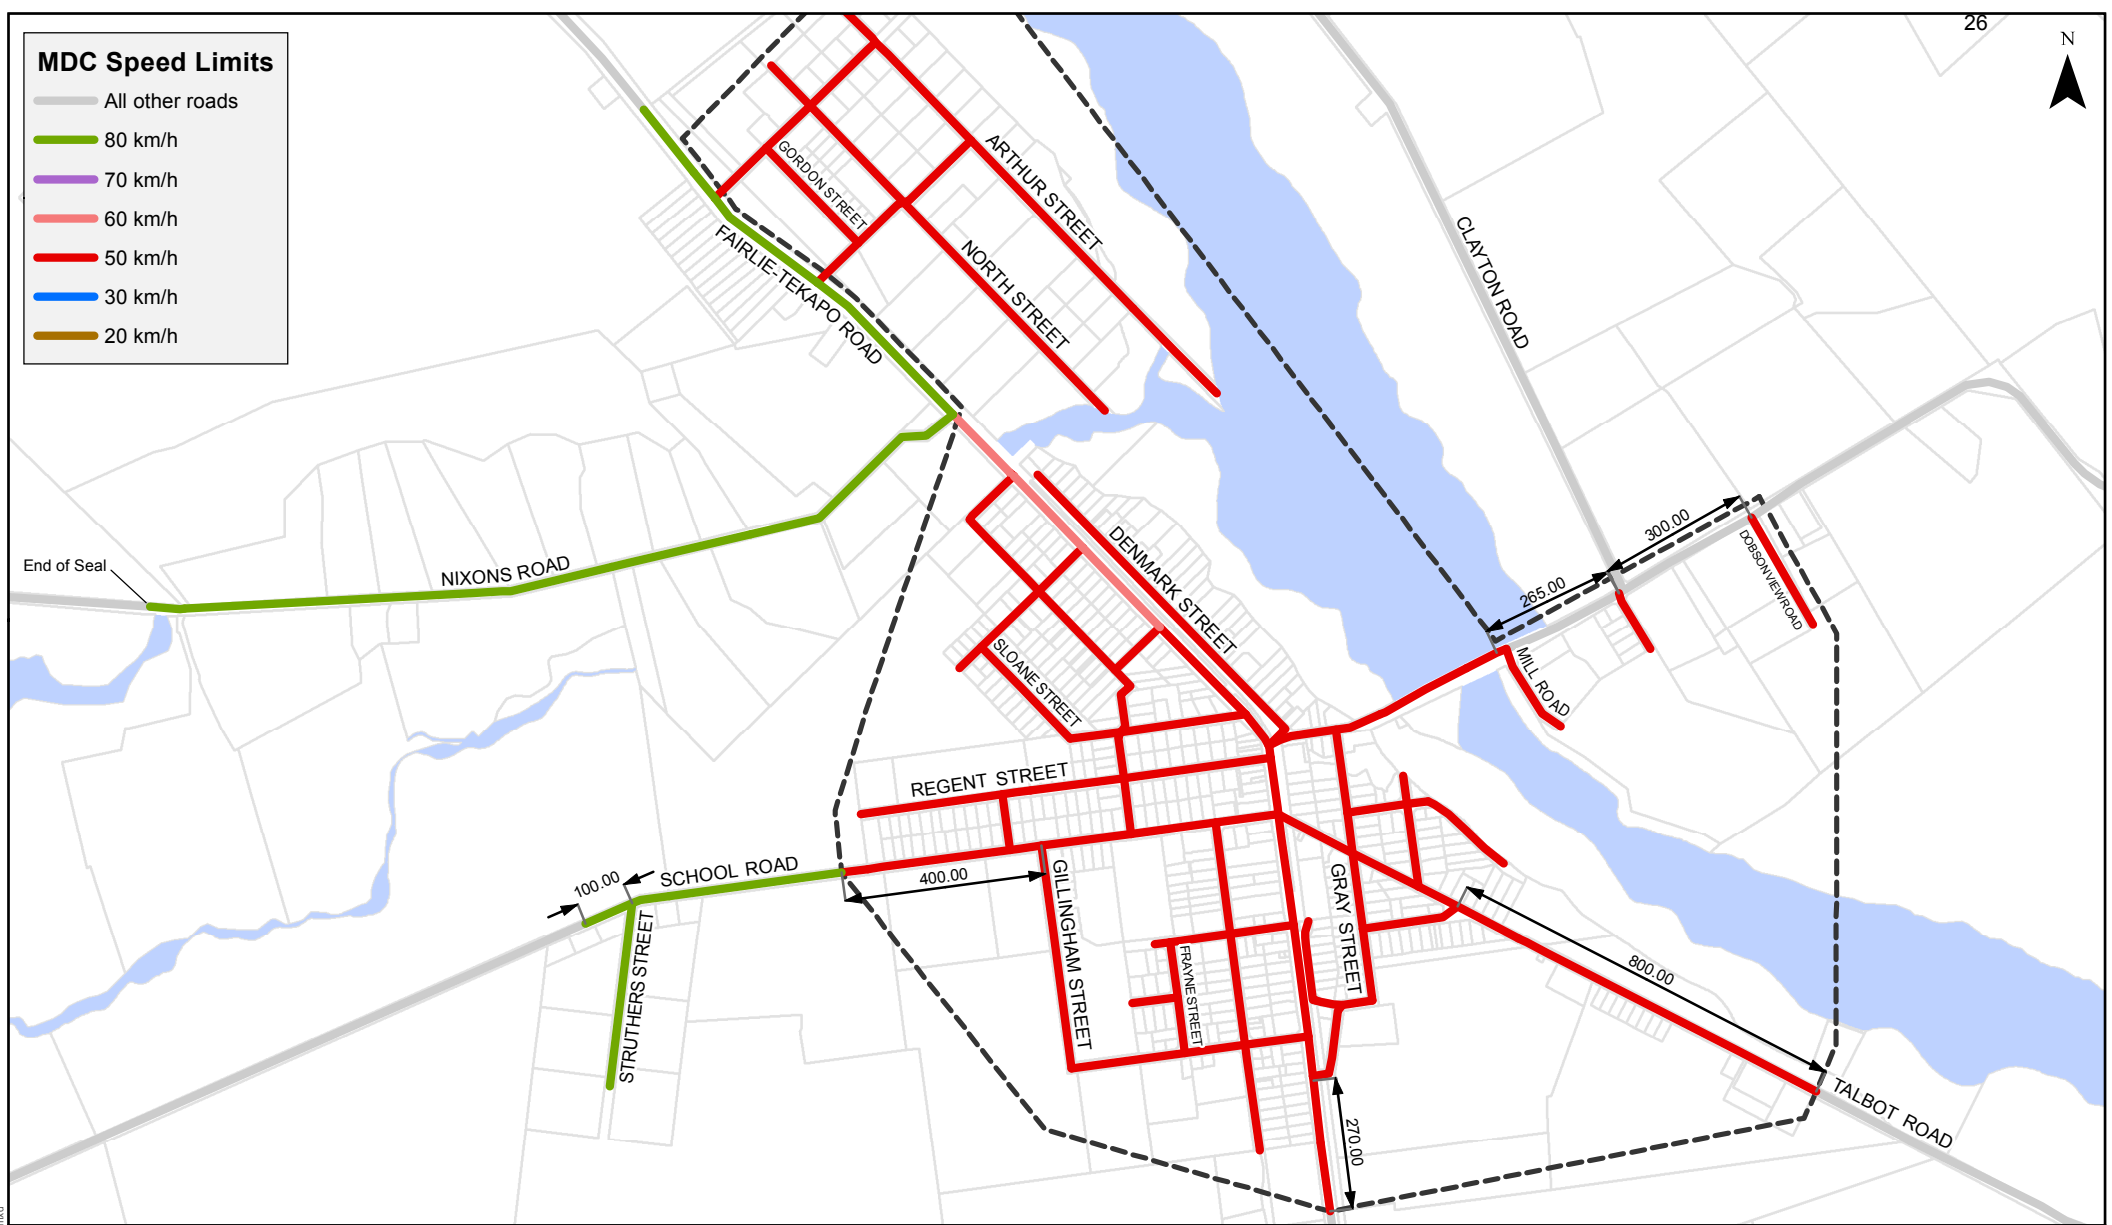 26
MDC Speed Limits
All other roads
80 km/h
70 km/h
60 km/h
50 km/h
30 km/h
20 km/h
N
ARTHUR STREET
GORDON STREET
NORTH STREET
FAIRLIE-TEKAPO ROAD
CLAYTON ROAD
300.00
265.00
DOBSONVIEW ROAD
MILL ROAD
DENMARK STREET
End of Seal
NIXONS ROAD
SLOANE STREET
REGENT STREET
SCHOOL ROAD
100.00
400.00
STRUTHERS STREET
GILLINGHAM STREET
FRAYNE STREET
GRAY STREET
800.00
270.00
TALBOT ROAD